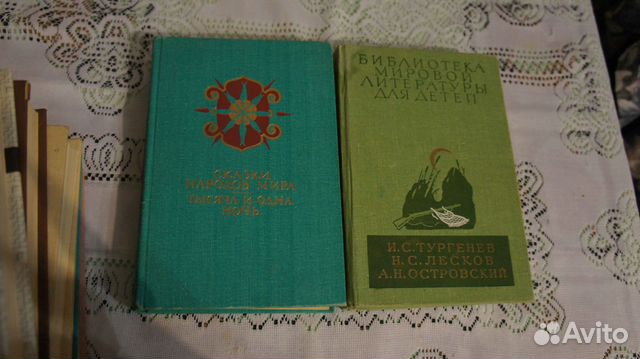 СКАЗКИ
НАРОДОВ МИРА
ТЫСЯЧА И ОДНА
НОЧЬ
БИБЛИОТЕКА
МИРОВОЙ
ЛИТЕРАТУРЫ
ДЛЯ ДЕТЕЙ
И.С.ТУРГЕНЕВ
Н.С.ЛЕСКОВ
А.Н.ОСТРОВСКИЙ
Avito